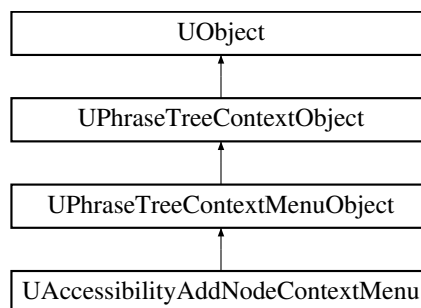 UObject
UPhraseTreeContextObject
UPhraseTreeContextMenuObject
UAccessibilityAddNodeContextMenu